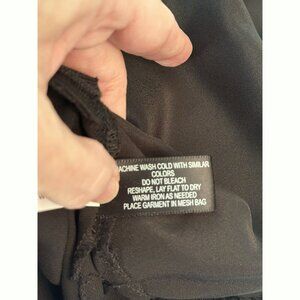 MACHINE WASH COLD WITH SIMILAR
COLORS
DO NOT BLEACH
RESHAPE, LAY FLAT TO DRY
WARM IRON AS NEEDED
PLACE GARMENT IN MESH BAG